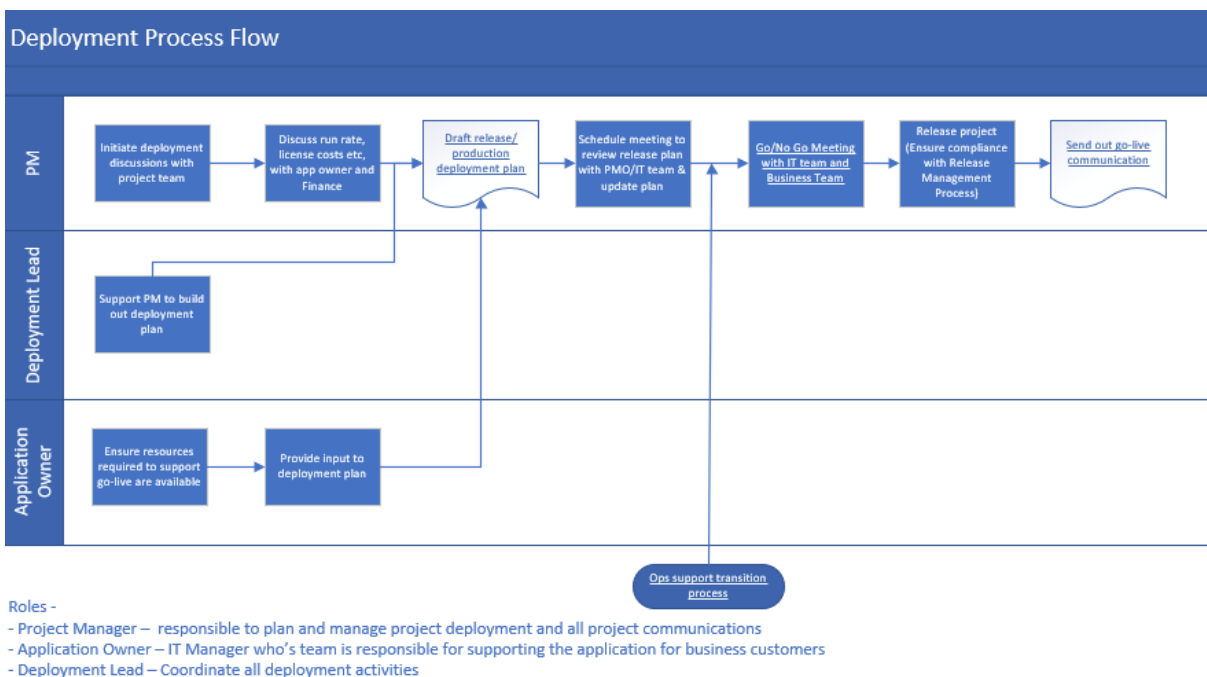 Deployment Process Flow
PM
Initiate deployment
discussions with
project team
Discuss run rate,
license costs etc,
with app owner and
Finance
Draft release/
production
deployment plan
Schedule meeting to
review release plan
with PMO/IT team &
update plan
Go/No Go Meeting
with IT team and
Business Team
Release project
(Ensure compliance
with Release
Management
Process)
Send out go-live
communication
Deployment Lead
Support PM to build
out deployment
plan
Application
Owner
Ensure resources
required to support
go-live are available
Provide input to
deployment plan
Ops support transition
process
Roles -
- Project Manager – responsible to plan and manage project deployment and all project communications
- Application Owner – IT Manager who's team is responsible for supporting the application for business customers
- Deployment Lead – Coordinate all deployment activities